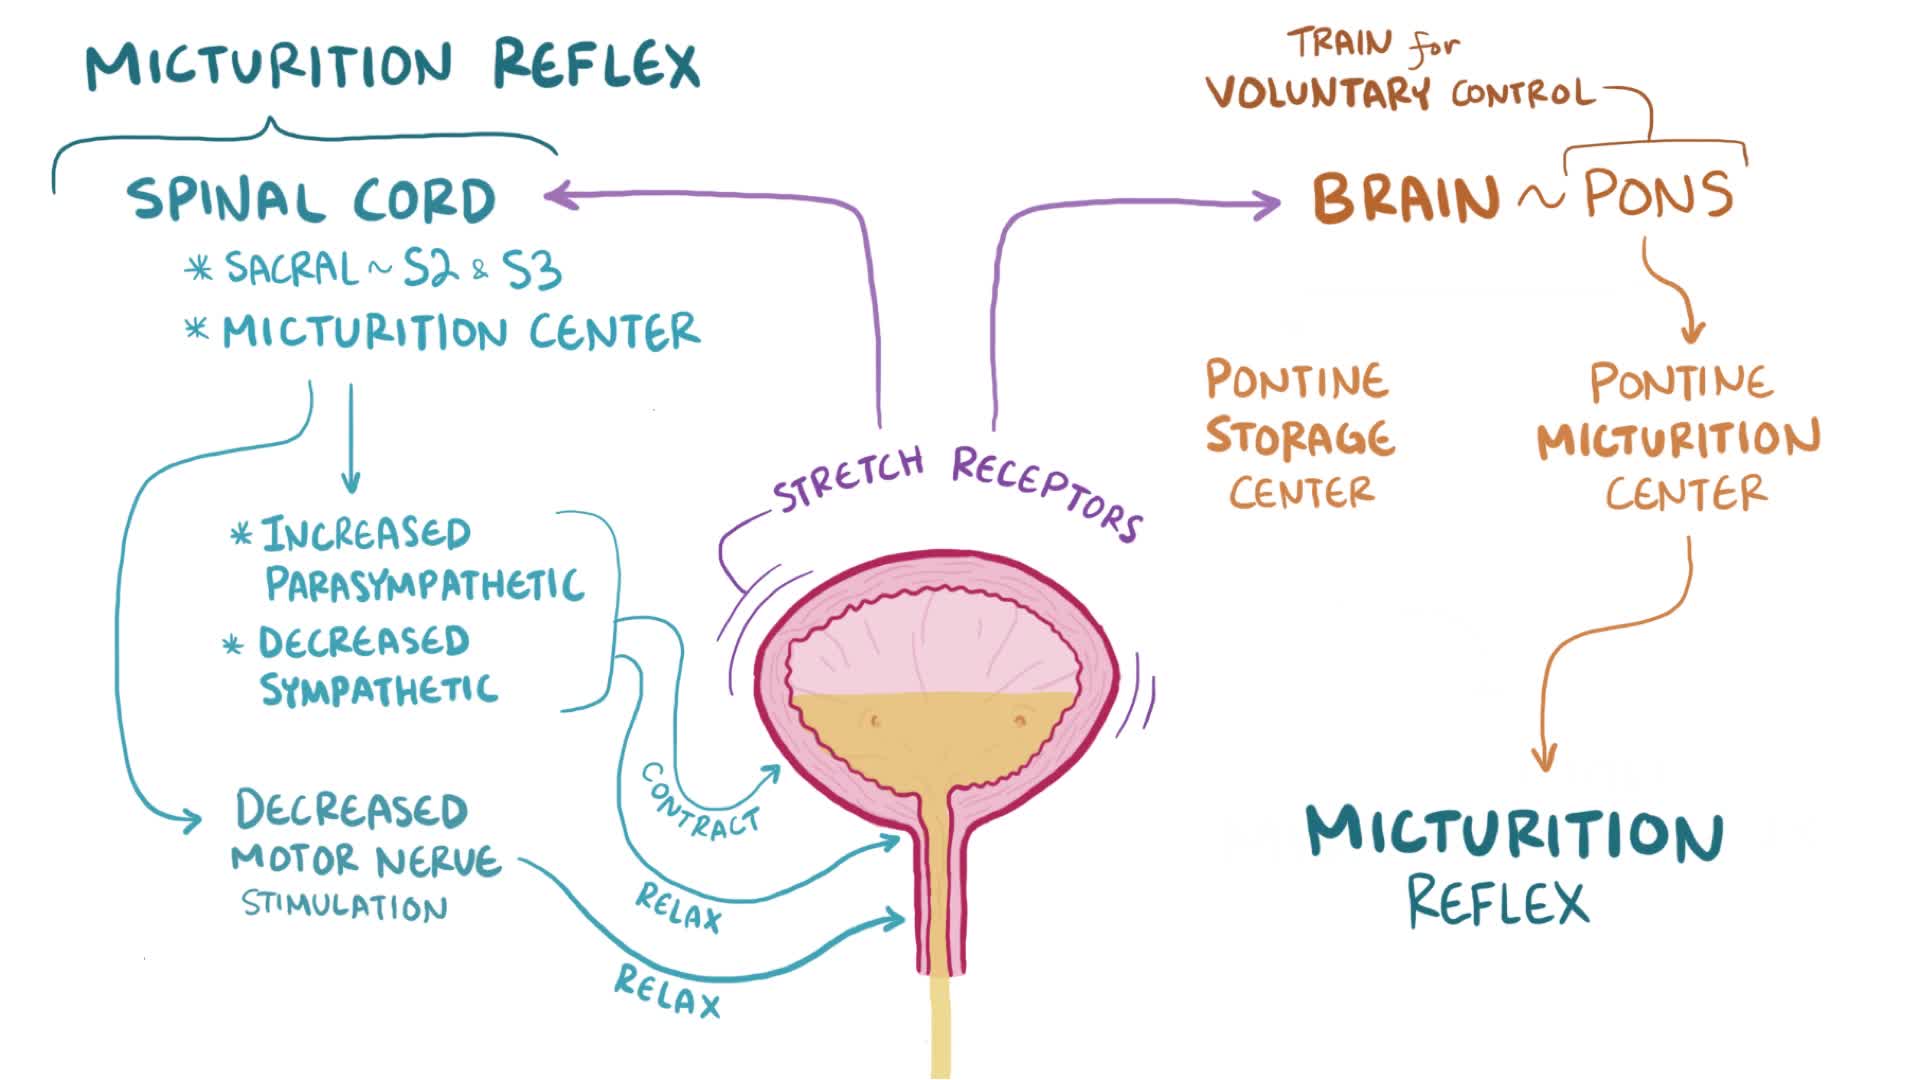 MICTURITION REFLEX
SPINAL CORD
* SACRAL ~ S2 & S3
* MICTURITION CENTER
* INCREASED
PARASYMPATHETIC
* DECREASED
SYMPATHETIC
DECREASED
MOTOR NERVE
STIMULATION
CONTRACT
RELAX
RELAX
STRETCH RECEPTORS
TRAIN for
VOLUNTARY CONTROL
BRAIN ~ PONS
PONTINE
STORAGE
CENTER
PONTINE
MICTURITION
CENTER
MICTURITION
REFLEX